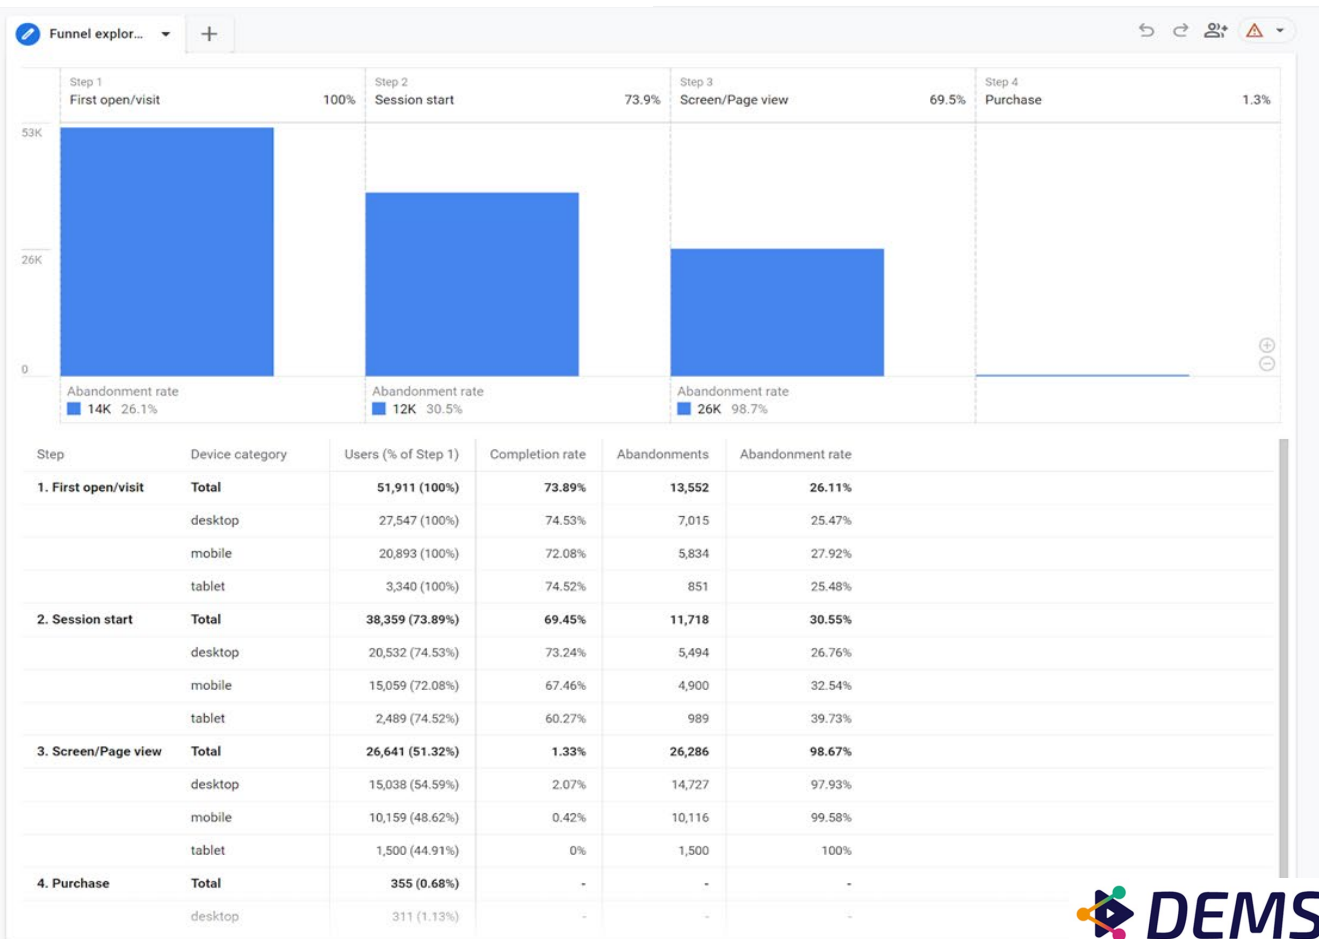 Funnel explor...
Step 1
First open/visit 100%
Step 2
Session start 73.9%
Step 3
Screen/Page view 69.5%
Step 4
Purchase 1.3%
53K
26K
0
Abandonment rate
14K 26.1%
Abandonment rate
12K 30.5%
Abandonment rate
26K 98.7%
Step Device category Users (% of Step 1) Completion rate Abandonments Abandonment rate
1. First open/visit Total 51,911 (100%) 73.89% 13,552 26.11%
desktop 27,547 (100%) 74.53% 7,015 25.47%
mobile 20,893 (100%) 72.08% 5,834 27.92%
tablet 3,340 (100%) 74.52% 851 25.48%
2. Session start Total 38,359 (73.89%) 69.45% 11,718 30.55%
desktop 20,532 (74.53%) 73.24% 5,494 26.76%
mobile 15,059 (72.08%) 67.46% 4,900 32.54%
tablet 2,489 (74.52%) 60.27% 989 39.73%
3. Screen/Page view Total 26,641 (51.32%) 1.33% 26,286 98.67%
desktop 15,038 (54.59%) 2.07% 14,727 97.93%
mobile 10,159 (48.62%) 0.42% 10,116 99.58%
tablet 1,500 (44.91%) 0% 1,500 100%
4. Purchase Total 355 (0.68%) - - -
desktop 311 (1.13%) - - -
DEMS